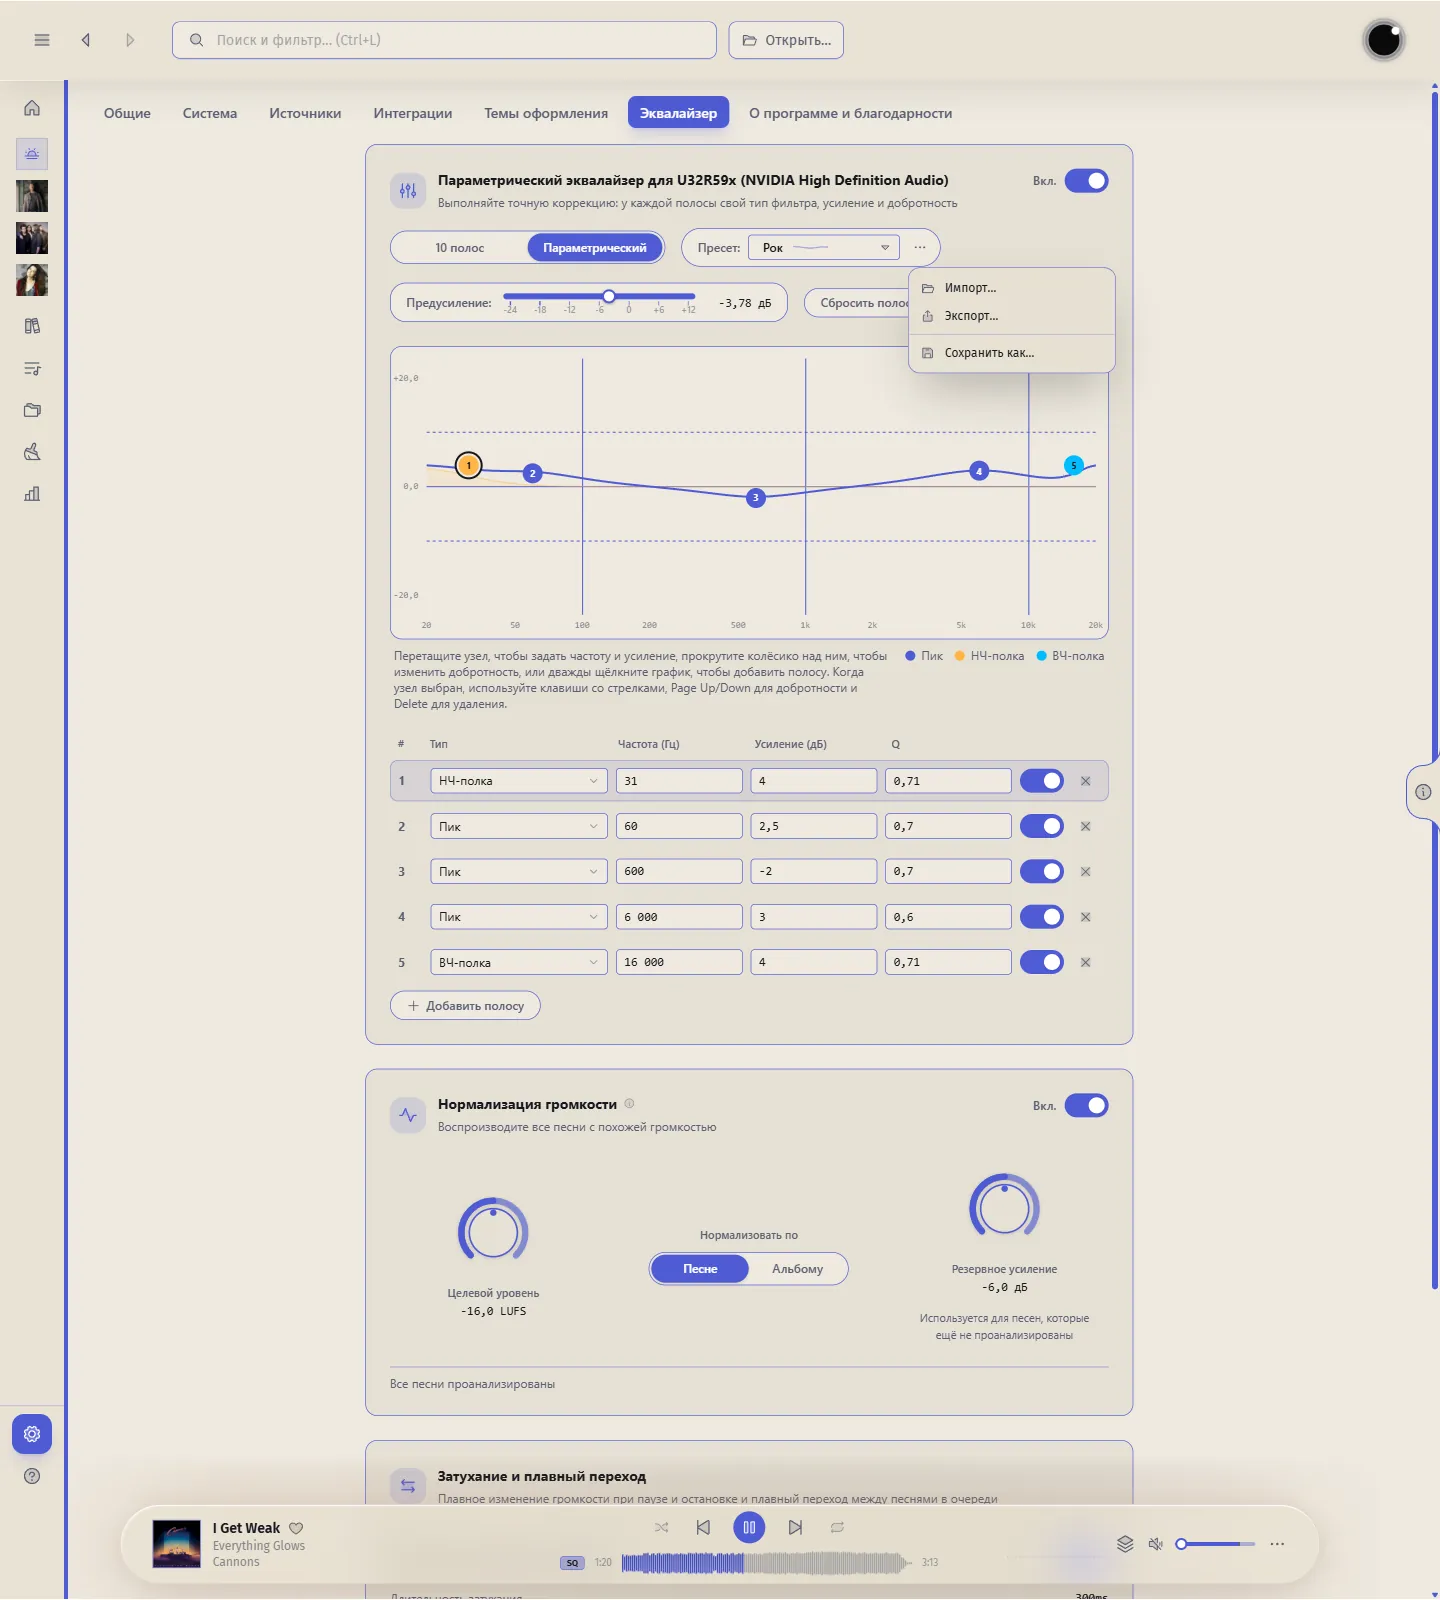 Поиск и фильтр... (Ctrl+L)
Открыть...
Общие
Система
Источники
Интеграции
Темы оформления
Эквалайзер
О программе и благодарности
Параметрический эквалайзер для U32R59x (NVIDIA High Definition Audio)
Вкл.
Выполняйте точную коррекцию: у каждой полосы свой тип фильтра, усиление и добротность
10 полос
Параметрический
Пресет:
Рок
Импорт...
Экспорт...
Сохранить как...
Предусиление:
-24 -18 -12 -6 0 +6 +12
-3,78 дБ
Сбросить полос
+20,0
0,0
-20,0
1
2
3
4
5
20 50 100 200 500 1k 2k 5k 10k 20k
Перетащите узел, чтобы задать частоту и усиление, прокрутите колёсико над ним, чтобы
изменить добротность, или дважды щёлкните график, чтобы добавить полосу. Когда
узел выбран, используйте клавиши со стрелками, Page Up/Down для добротности и
Delete для удаления.
Пик
НЧ-полка
ВЧ-полка
# Тип Частота (Гц) Усиление (дБ) Q
1 НЧ-полка 31 4 0,71
2 Пик 60 2,5 0,7
3 Пик 600 -2 0,7
4 Пик 6 000 3 0,6
5 ВЧ-полка 16 000 4 0,71
Добавить полосу
Нормализация громкости
Вкл.
Воспроизводите все песни с похожей громкостью
Целевой уровень
-16,0 LUFS
Нормализовать по
Песне
Альбому
Резервное усиление
-6,0 дБ
Используется для песен, которые
ещё не проанализированы
Все песни проанализированы
Затухание и плавный переход
Плавное изменение громкости при паузе и остановке и плавный переход между песнями в очереди
I Get Weak
Everything Glows
Cannons
SQ
1:20
3:13
Длительность затухания
300ms